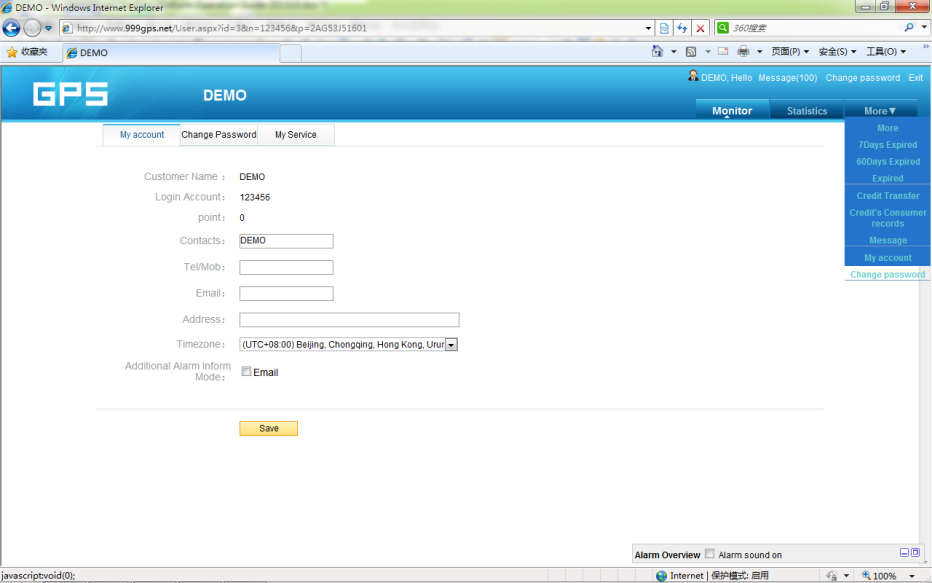 DEMO - Windows Internet Explorer
http://www.999gps.net/User.aspx?id=3&n=123456&p=2AG53J51601
360搜索
收藏夹
DEMO
页面(P)
安全(S)
工具(O)
DEMO, Hello Message(100) Change password Exit
GPS
DEMO
Monitor
Statistics
More▼
My account
Change Password
My Service
More
7Days Expired
60Days Expired
Expired
Credit Transfer
Credit's Consumer
records
Message
My account
Change password
Customer Name : DEMO
Login Account: 123456
point: 0
Contacts: DEMO
Tel/Mob:
Email:
Address:
Timezone: (UTC+08:00) Beijing, Chongqing, Hong Kong, Urur
Additional Alarm Inform
Mode: Email
Save
Alarm Overview Alarm sound on
javascript:void(0);
Internet | 保护模式: 启用
100%